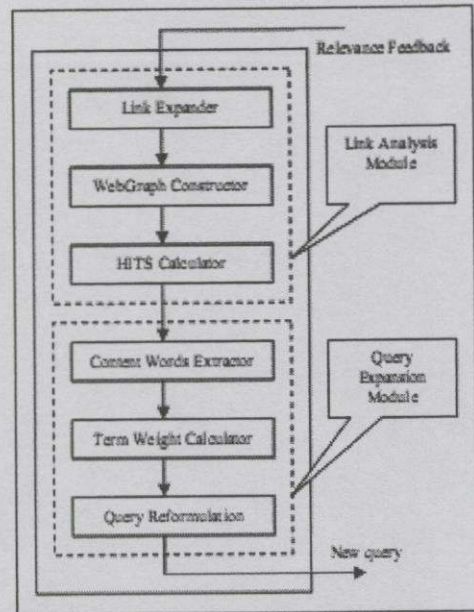 Relevance Feedback
Link Expander
WebGraph Constructor
HITS Calculator
Link Analysis
Module
Content Words Extractor
Term Weight Calculator
Query Reformulation
Query
Expansion
Module
New query